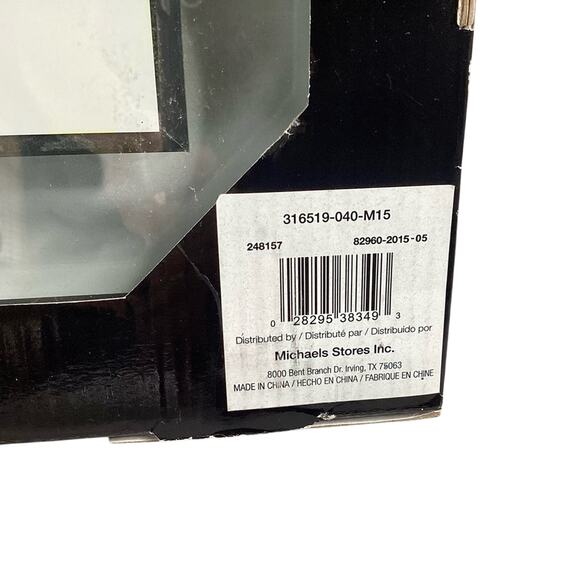 316519-040-M15
248157 82960-2015-05
0 28295 38349 3
Distributed by / Distribué par / Distribuido por
Michaels Stores Inc.
8000 Bent Branch Dr. Irving, TX 75063
MADE IN CHINA / HECHO EN CHINA / FABRIQUE EN CHINE